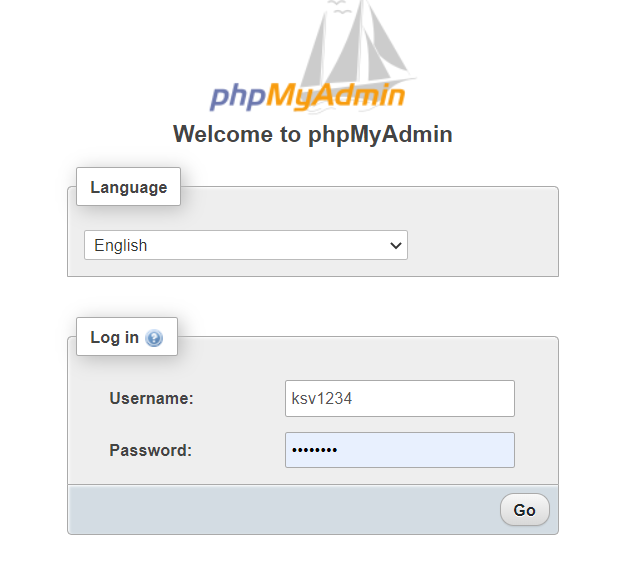 phpMyAdmin
Welcome to phpMyAdmin
Language
English
Log in
Username:
ksv1234
Password:
••••••••
Go